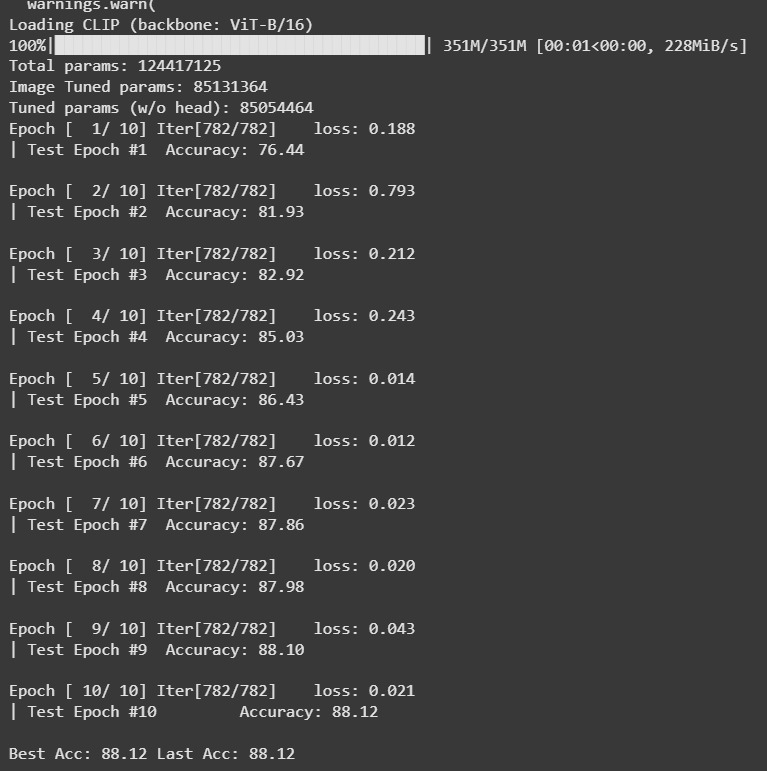 warnings.warn(
Loading CLIP (backbone: ViT-B/16)
100%|██████████████████████████████████████| 351M/351M [00:01<00:00, 228MiB/s]
Total params: 124417125
Image Tuned params: 85131364
Tuned params (w/o head): 85054464
Epoch [  1/ 10] Iter[782/782]    loss: 0.188
| Test Epoch #1  Accuracy: 76.44
Epoch [  2/ 10] Iter[782/782]    loss: 0.793
| Test Epoch #2  Accuracy: 81.93
Epoch [  3/ 10] Iter[782/782]    loss: 0.212
| Test Epoch #3  Accuracy: 82.92
Epoch [  4/ 10] Iter[782/782]    loss: 0.243
| Test Epoch #4  Accuracy: 85.03
Epoch [  5/ 10] Iter[782/782]    loss: 0.014
| Test Epoch #5  Accuracy: 86.43
Epoch [  6/ 10] Iter[782/782]    loss: 0.012
| Test Epoch #6  Accuracy: 87.67
Epoch [  7/ 10] Iter[782/782]    loss: 0.023
| Test Epoch #7  Accuracy: 87.86
Epoch [  8/ 10] Iter[782/782]    loss: 0.020
| Test Epoch #8  Accuracy: 87.98
Epoch [  9/ 10] Iter[782/782]    loss: 0.043
| Test Epoch #9  Accuracy: 88.10
Epoch [ 10/ 10] Iter[782/782]    loss: 0.021
| Test Epoch #10         Accuracy: 88.12
Best Acc: 88.12 Last Acc: 88.12